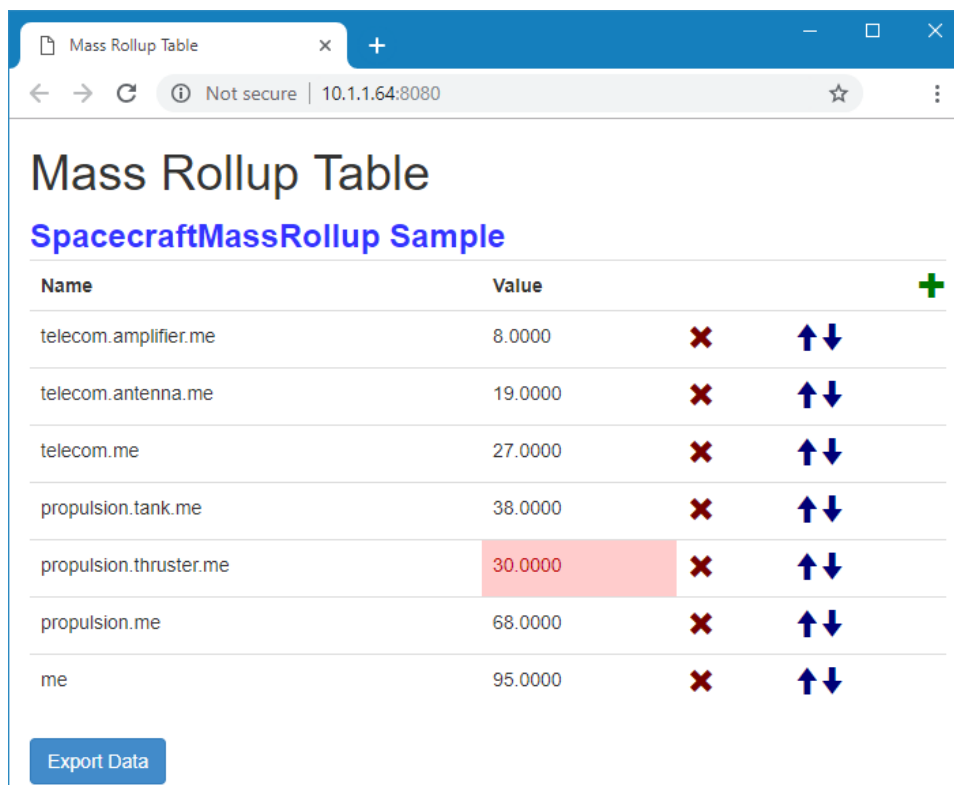 Mass Rollup Table
Not secure | 10.1.1.64:8080
Mass Rollup Table
SpacecraftMassRollup Sample
Name Value
telecom.amplifier.me 8.0000
telecom.antenna.me 19.0000
telecom.me 27.0000
propulsion.tank.me 38.0000
propulsion.thruster.me 30.0000
propulsion.me 68.0000
me 95.0000
Export Data